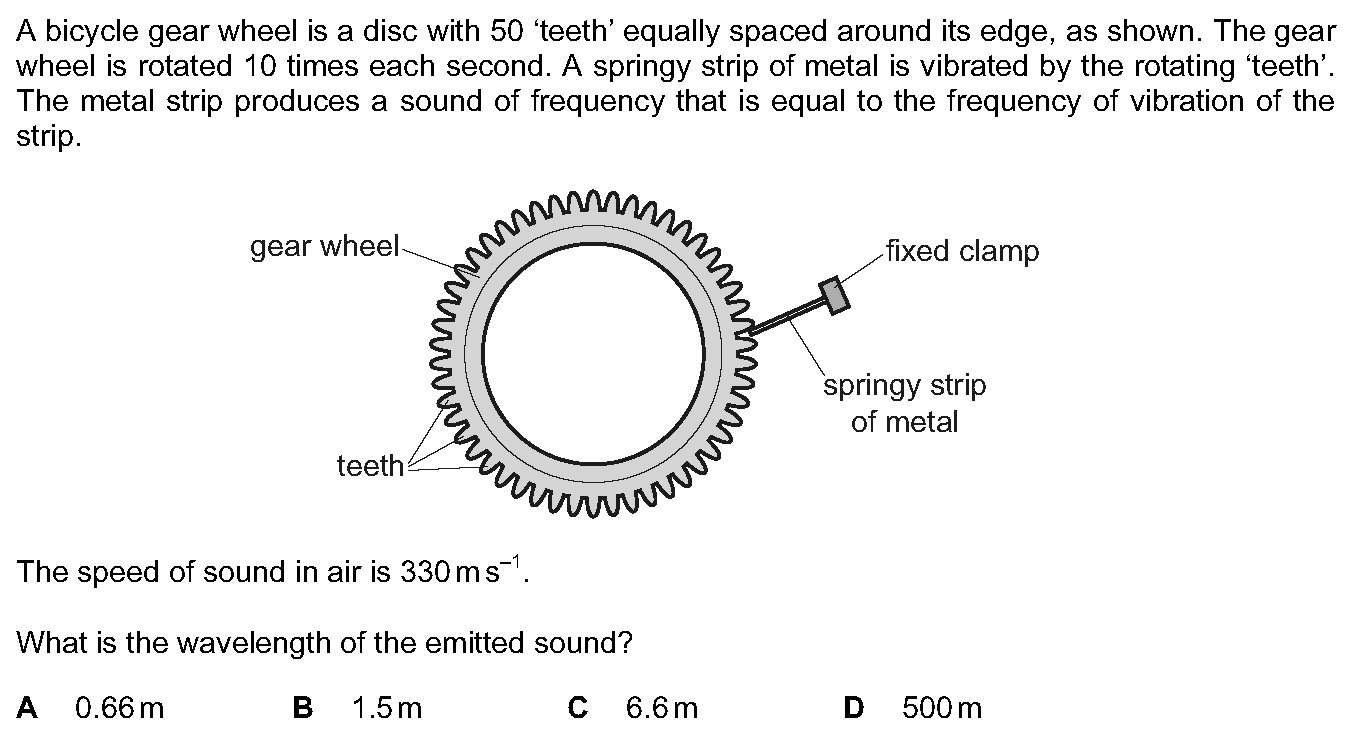 A bicycle gear wheel is a disc with 50 ‘teeth’ equally spaced around its edge, as shown. The gear
wheel is rotated 10 times each second. A springy strip of metal is vibrated by the rotating ‘teeth’.
The metal strip produces a sound of frequency that is equal to the frequency of vibration of the
strip.
gear wheel
fixed clamp
springy strip
of metal
teeth
The speed of sound in air is 330 m s⁻¹.
What is the wavelength of the emitted sound?
A 0.66 m B 1.5 m C 6.6 m D 500 m